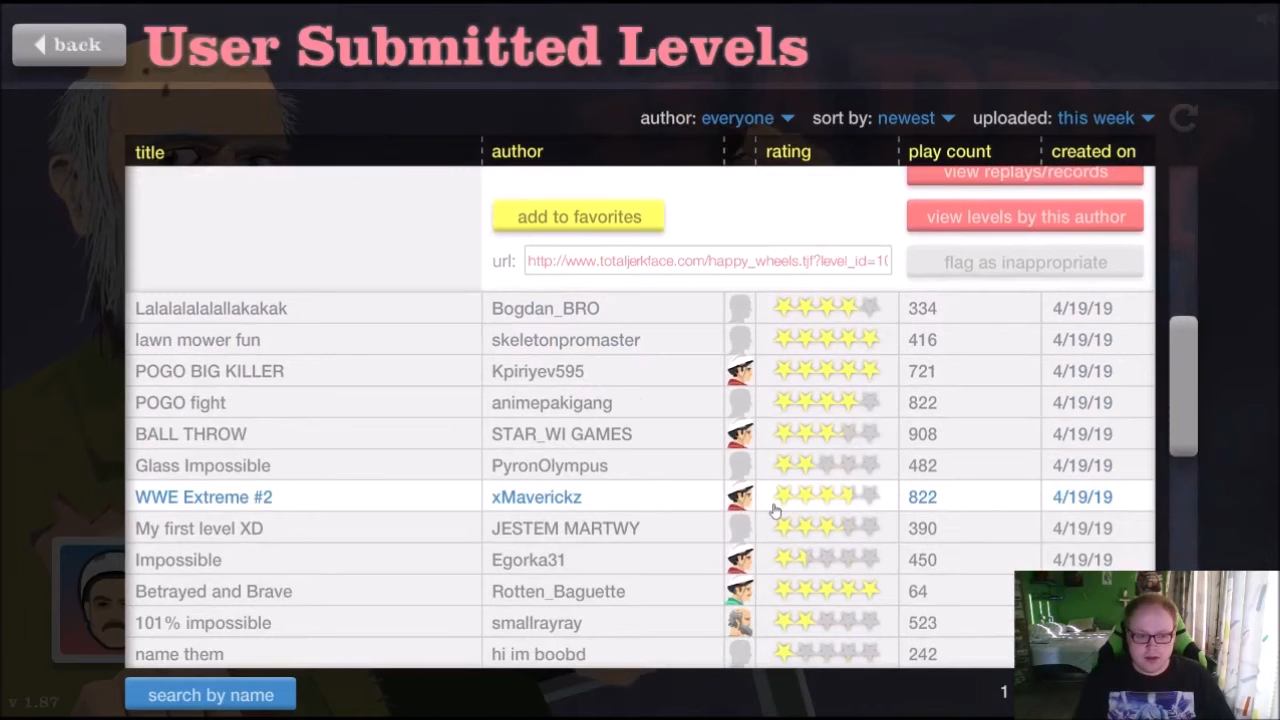 back
User Submitted Levels
author: everyone sort by: newest uploaded: this week
title author rating play count created on
view replays/records
add to favorites view levels by this author
url: http://www.totaljerkface.com/happy_wheels.tjf?level_id=1( flag as inappropriate
Lalalalalalallakakak Bogdan_BRO 334 4/19/19
lawn mower fun skeletonpromaster 416 4/19/19
POGO BIG KILLER Kpiriyev595 721 4/19/19
POGO fight animepakigang 822 4/19/19
BALL THROW STAR_WI GAMES 908 4/19/19
Glass Impossible PyronOlympus 482 4/19/19
WWE Extreme #2 xMaverickz 822 4/19/19
My first level XD JESTEM MARTWY 390 4/19/19
Impossible Egorka31 450 4/19/19
Betrayed and Brave Rotten_Baguette 64
101% impossible smallrayray 523
name them hi im boobd 242
search by name 1
v 1.87